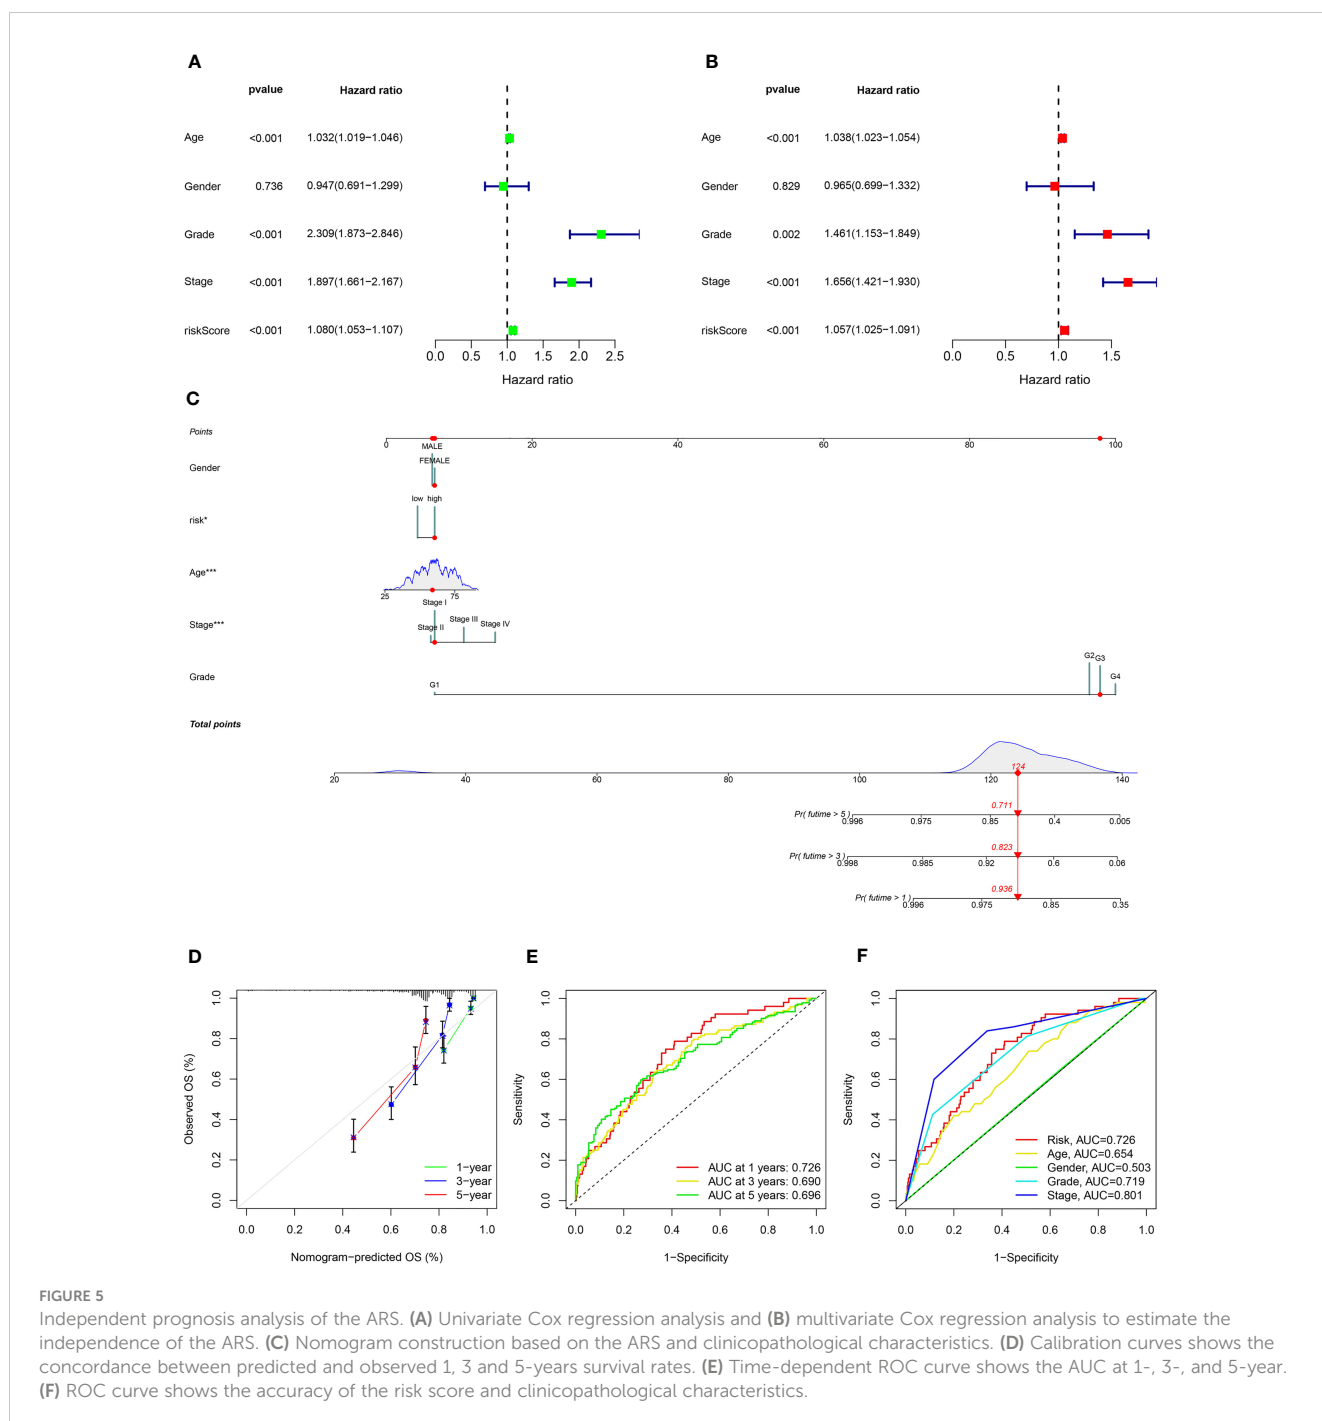 A
pvalue Hazard ratio
Age <0.001 1.032(1.019−1.046)
Gender 0.736 0.947(0.691−1.299)
Grade <0.001 2.309(1.873−2.846)
Stage <0.001 1.897(1.661−2.167)
riskScore <0.001 1.080(1.053−1.107)
0.0 0.5 1.0 1.5 2.0 2.5
Hazard ratio
B
pvalue Hazard ratio
Age <0.001 1.038(1.023−1.054)
Gender 0.829 0.965(0.699−1.332)
Grade 0.002 1.461(1.153−1.849)
Stage <0.001 1.656(1.421−1.930)
riskScore <0.001 1.057(1.025−1.091)
0.0 0.5 1.0 1.5
Hazard ratio
C
Points
0 20 40 60 80 100
MALE
Gender FEMALE
low high
risk*
Age***
25 75
Stage I
Stage*** Stage II Stage III Stage IV
Grade G1 G2 G3 G4
Total points
20 40 60 80 100 120 140
124
0.711
Pr( futime > 5 ) 0.996 0.975 0.85 0.4 0.005
0.823
Pr( futime > 3 ) 0.998 0.985 0.92 0.6 0.06
0.936
Pr( futime > 1 ) 0.996 0.975 0.85 0.35
D
Observed OS (%)
0.0 0.2 0.4 0.6 0.8 1.0
1−year
3−year
5−year
0.0 0.2 0.4 0.6 0.8 1.0
Nomogram−predicted OS (%)
E
Sensitivity
0.0 0.2 0.4 0.6 0.8 1.0
AUC at 1 years: 0.726
AUC at 3 years: 0.690
AUC at 5 years: 0.696
0.0 0.2 0.4 0.6 0.8 1.0
1−Specificity
F
Sensitivity
0.0 0.2 0.4 0.6 0.8 1.0
Risk, AUC=0.726
Age, AUC=0.654
Gender, AUC=0.503
Grade, AUC=0.719
Stage, AUC=0.801
0.0 0.2 0.4 0.6 0.8 1.0
1−Specificity
FIGURE 5
Independent prognosis analysis of the ARS. (A) Univariate Cox regression analysis and (B) multivariate Cox regression analysis to estimate the
independence of the ARS. (C) Nomogram construction based on the ARS and clinicopathological characteristics. (D) Calibration curves shows the
concordance between predicted and observed 1, 3 and 5-years survival rates. (E) Time-dependent ROC curve shows the AUC at 1-, 3-, and 5-year.
(F) ROC curve shows the accuracy of the risk score and clinicopathological characteristics.